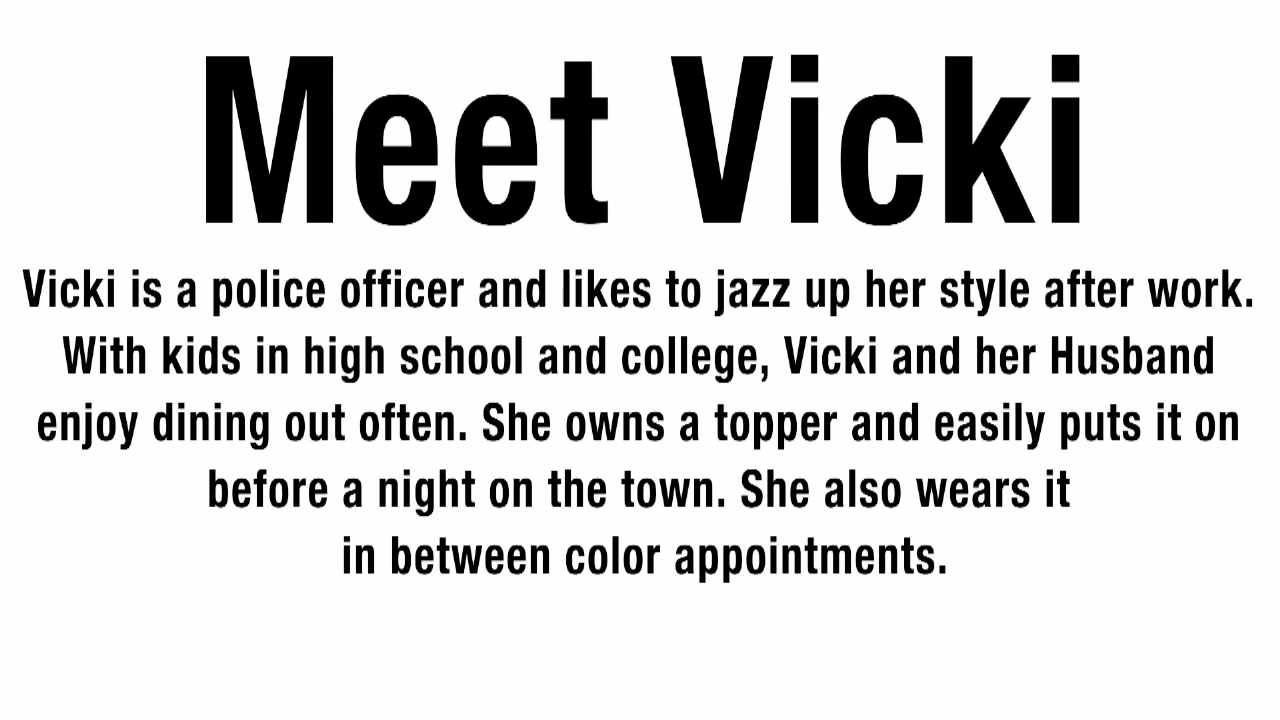 Meet Vicki
Vicki is a police officer and likes to jazz up her style after work.
With kids in high school and college, Vicki and her Husband
enjoy dining out often. She owns a topper and easily puts it on
before a night on the town. She also wears it
in between color appointments.